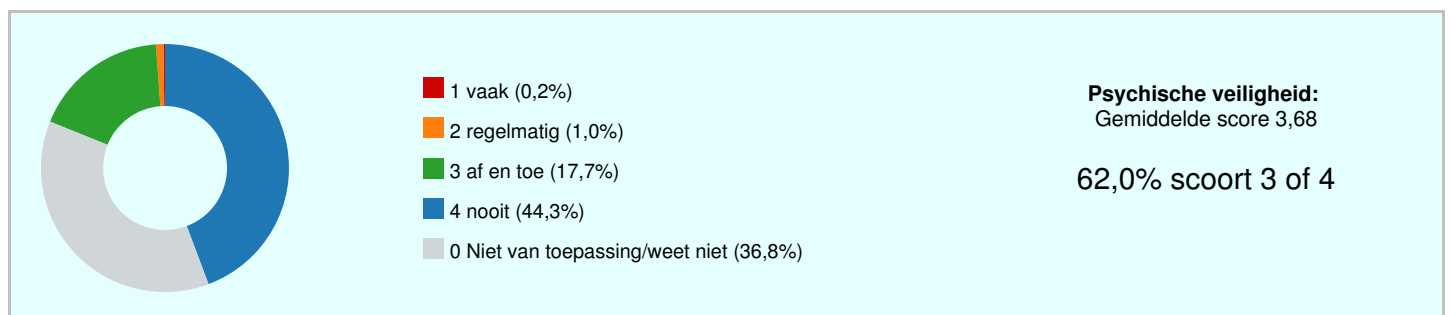 1 vaak (0,2%)
2 regelmatig (1,0%)
3 af en toe (17,7%)
4 nooit (44,3%)
0 Niet van toepassing/weet niet (36,8%)
Psychische veiligheid:
Gemiddelde score 3,68
62,0% scoort 3 of 4